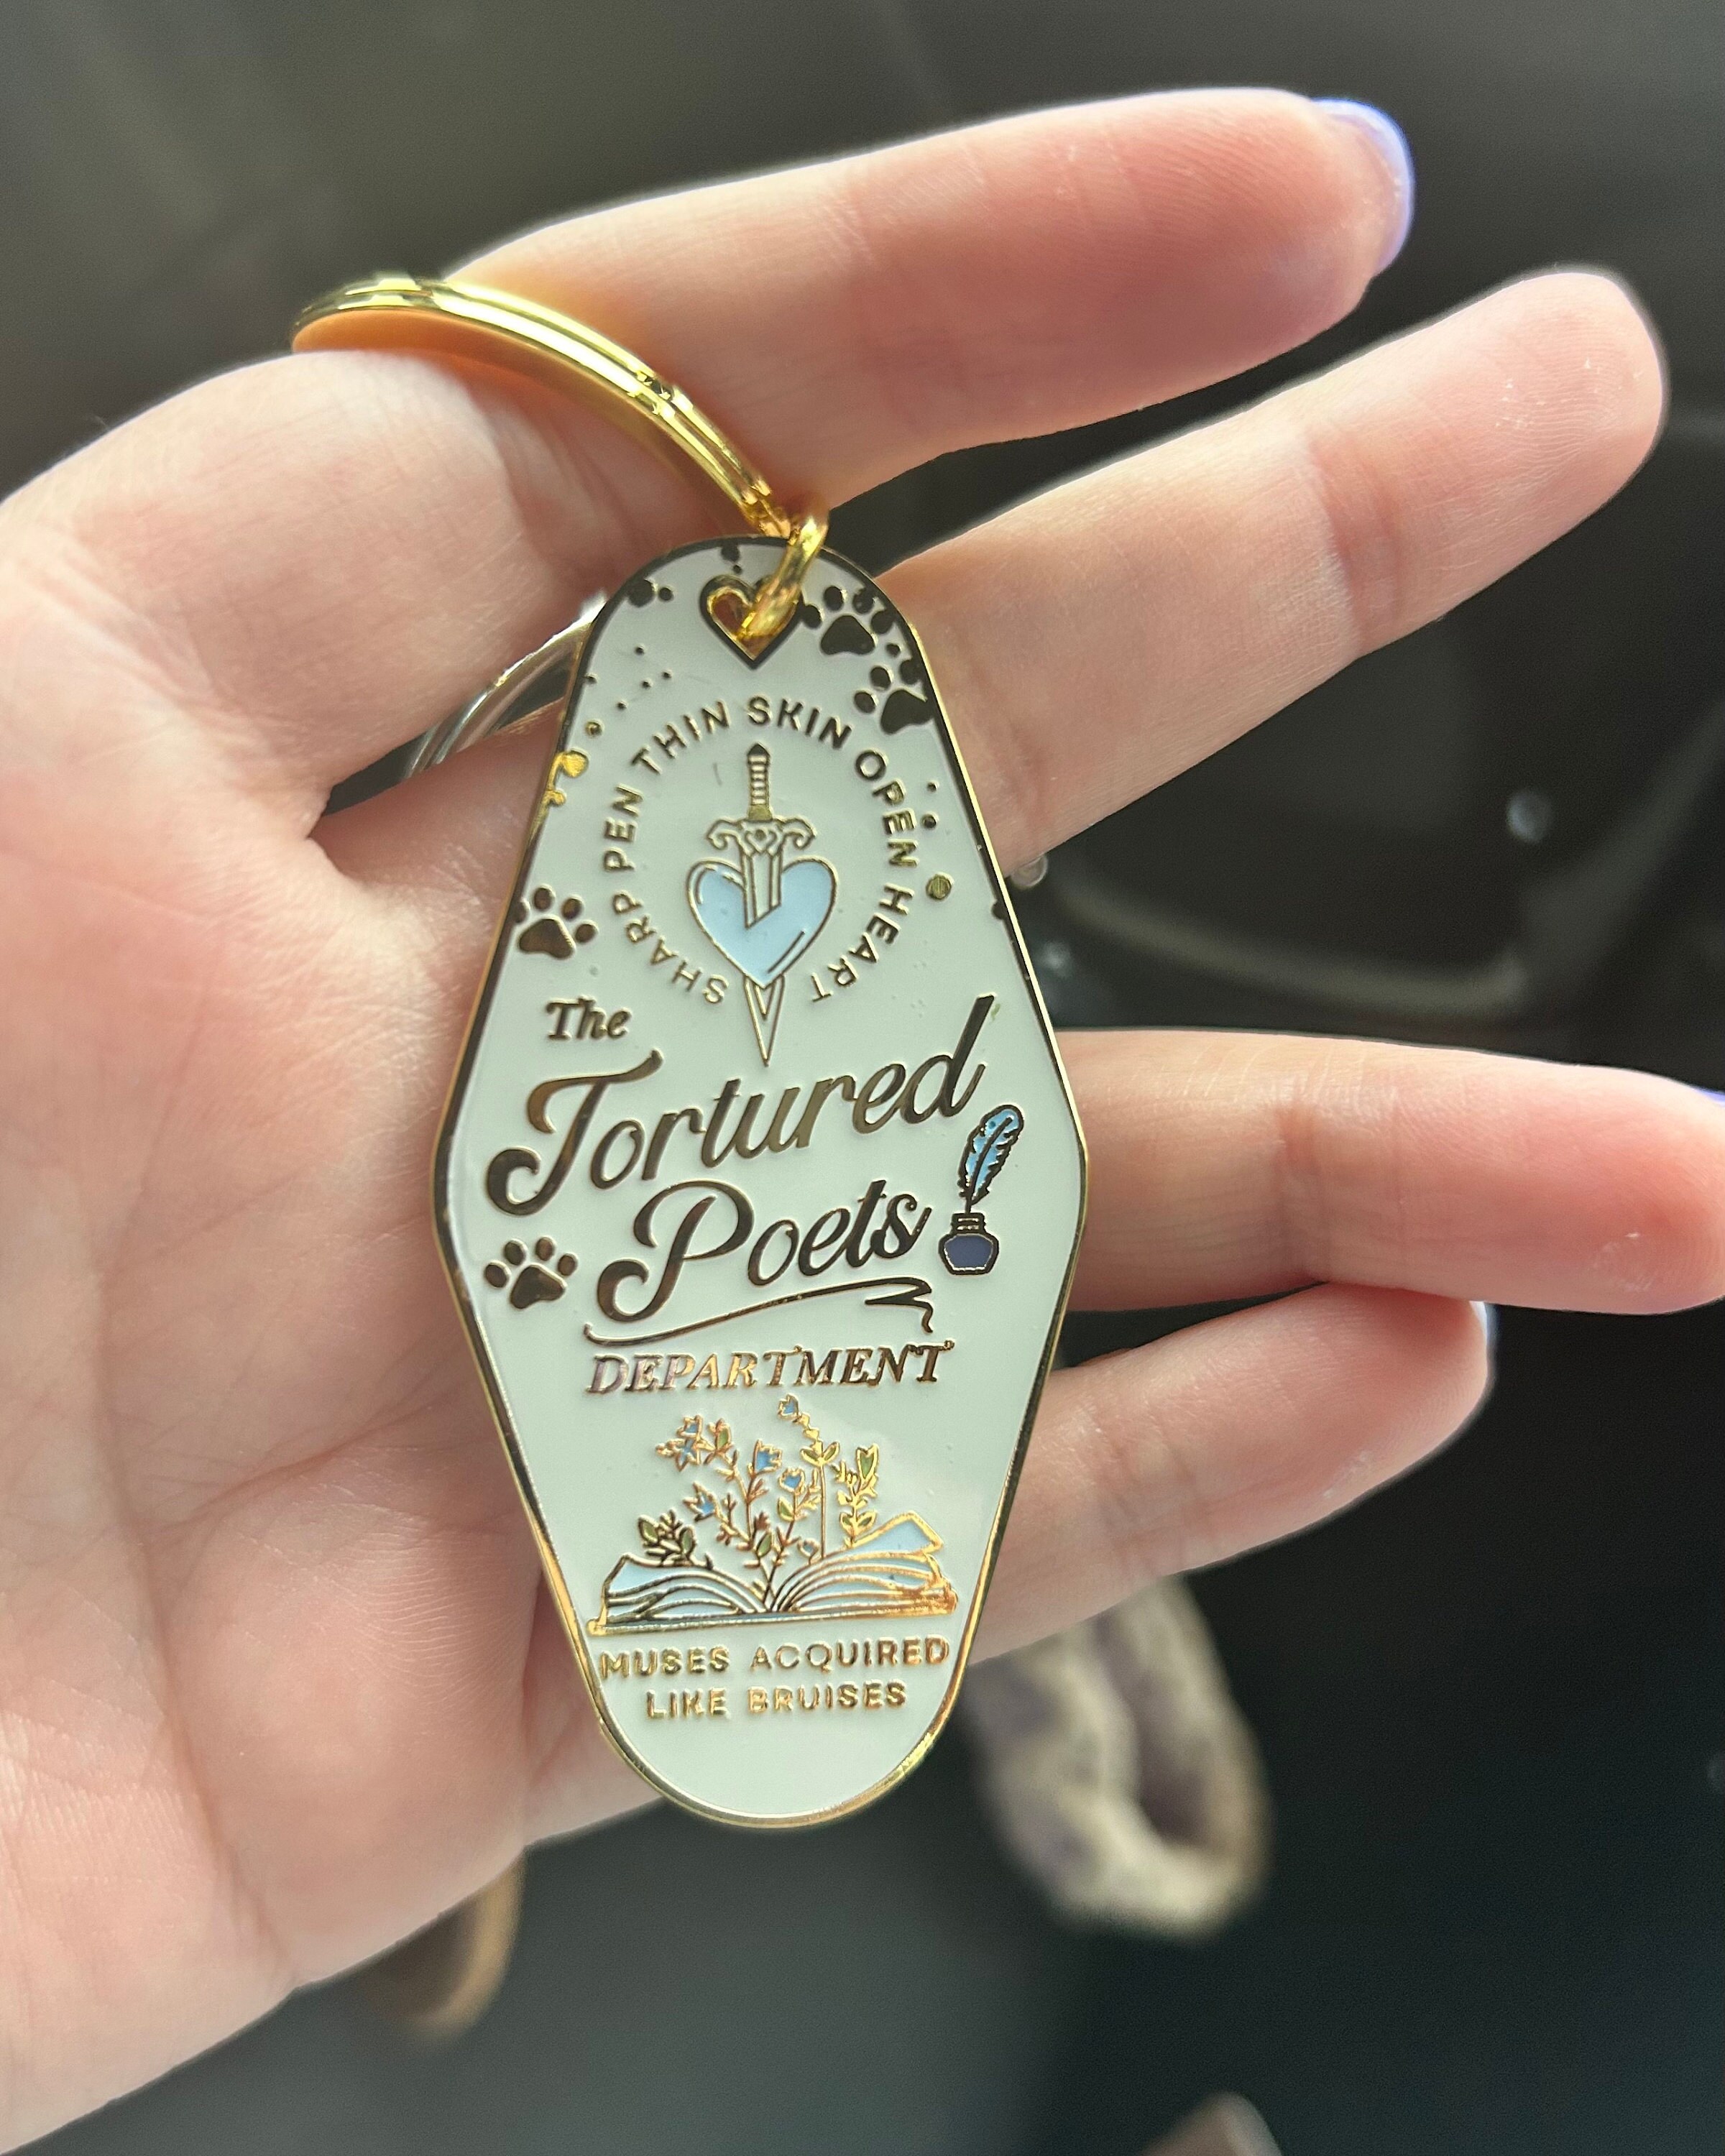 SHARP PEN THIN SKIN OPEN HEART
The
Tortured
Poets
DEPARTMENT
MUSES ACQUIRED
LIKE BRUISES